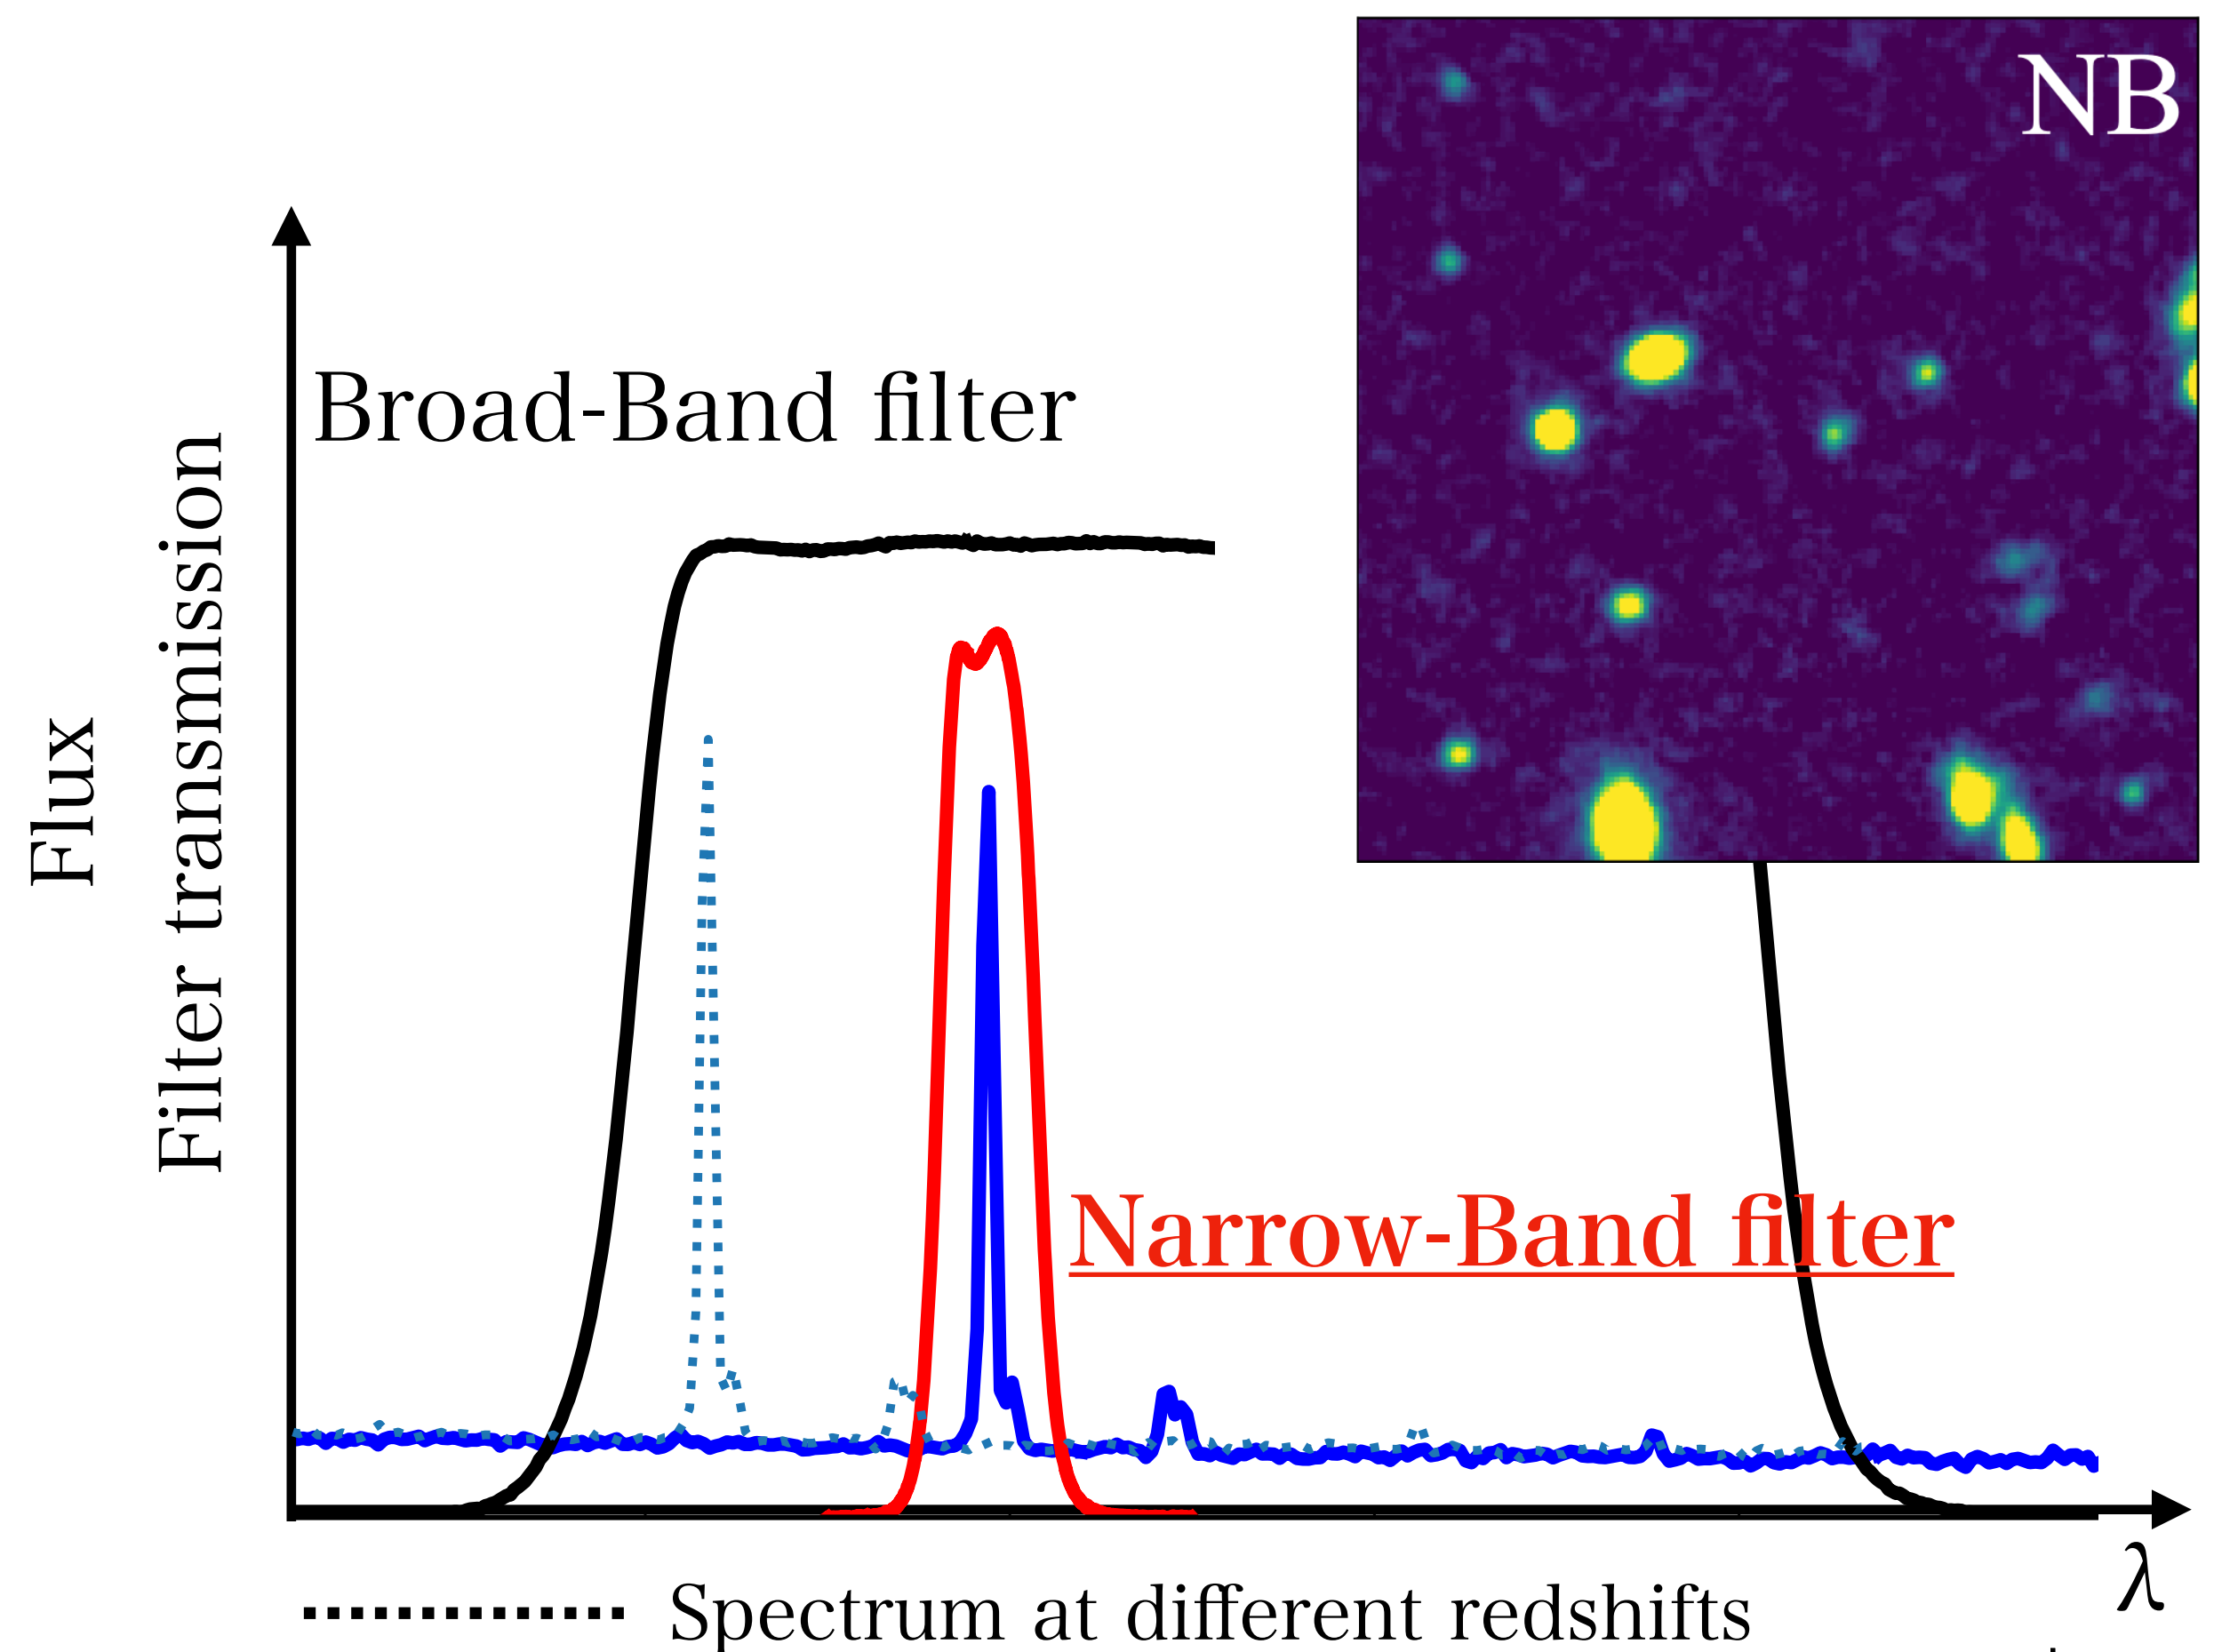 NB
Broad-Band filter
Flux
Filter transmission
Narrow-Band filter
λ
Spectrum at different redshifts